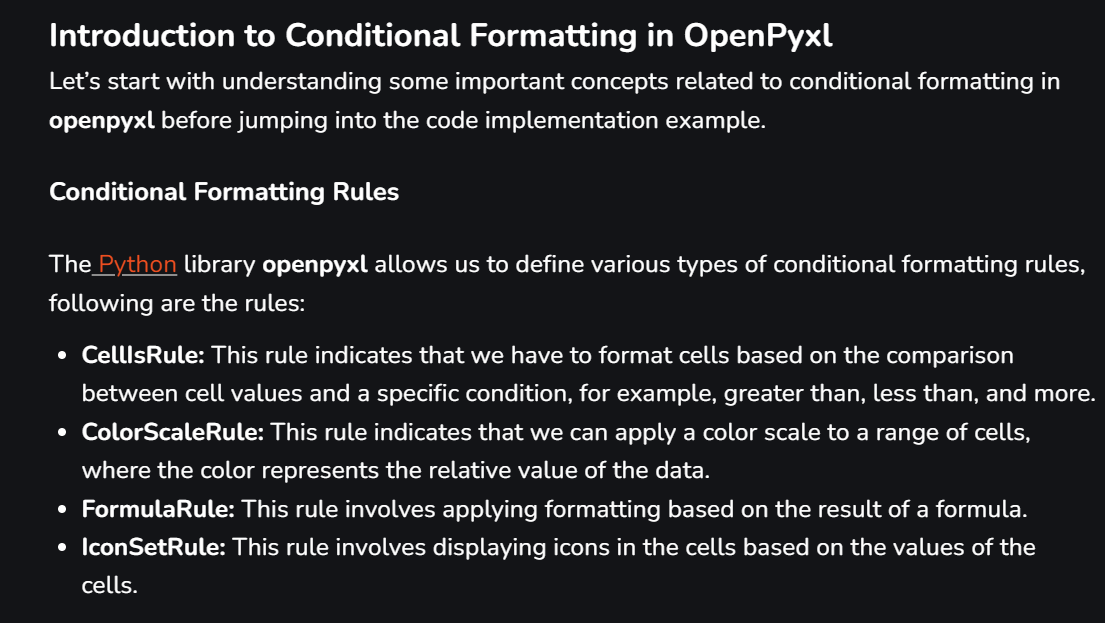 Introduction to Conditional Formatting in OpenPyxl
Let’s start with understanding some important concepts related to conditional formatting in
openpyxl before jumping into the code implementation example.
Conditional Formatting Rules
The Python library openpyxl allows us to define various types of conditional formatting rules,
following are the rules:
• CellIsRule: This rule indicates that we have to format cells based on the comparison
between cell values and a specific condition, for example, greater than, less than, and more.
• ColorScaleRule: This rule indicates that we can apply a color scale to a range of cells,
where the color represents the relative value of the data.
• FormulaRule: This rule involves applying formatting based on the result of a formula.
• IconSetRule: This rule involves displaying icons in the cells based on the values of the
cells.